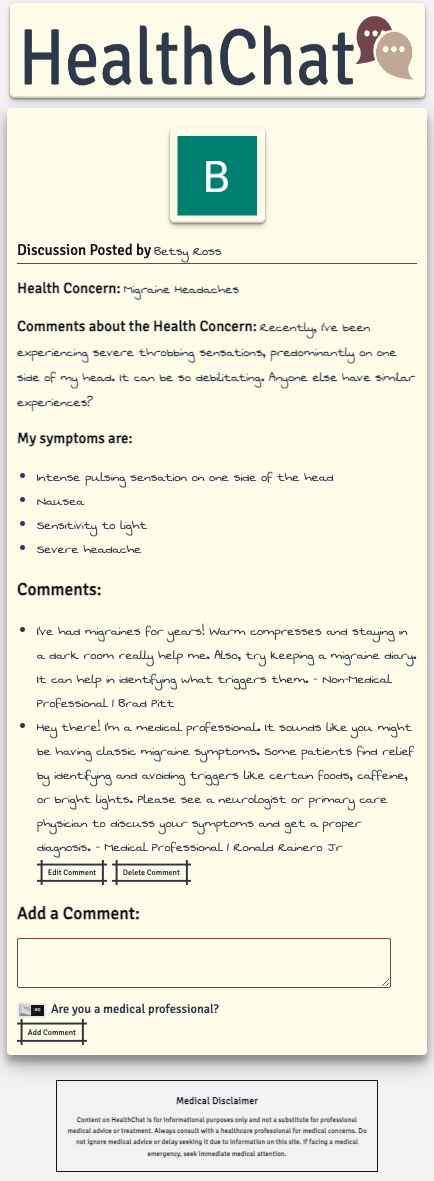 HealthChat
B
Discussion Posted by Betsy Ross
Health Concern: Migraine Headaches
Comments about the Health Concern: Recently, I've been
experiencing severe throbbing sensations, predominantly on one
side of my head. It can be so debilitating. Anyone else have similar
experiences?
My symptoms are:
Intense pulsing sensation on one side of the head
Nausea
Sensitivity to light
Severe headache
Comments:
I've had migraines for years! Warm compresses and staying in
a dark room really help me. Also, try keeping a migraine diary.
It can help in identifying what triggers them. - Non-Medical
Professional | Brad Pitt
Hey there! I'm a medical professional. It sounds like you might
be having classic migraine symptoms. Some patients find relief
by identifying and avoiding triggers like certain foods, caffeine,
or bright lights. Please see a neurologist or primary care
physician to discuss your symptoms and get a proper
diagnosis. - Medical Professional | Ronald Rainero Jr
Edit Comment Delete Comment
Add a Comment:
YES NO Are you a medical professional?
Add Comment
Medical Disclaimer
Content on HealthChat is for informational purposes only and not a substitute for professional
medical advice or treatment. Always consult with a healthcare professional for medical concerns. Do
not ignore medical advice or delay seeking it due to information on this site. If facing a medical
emergency, seek immediate medical attention.